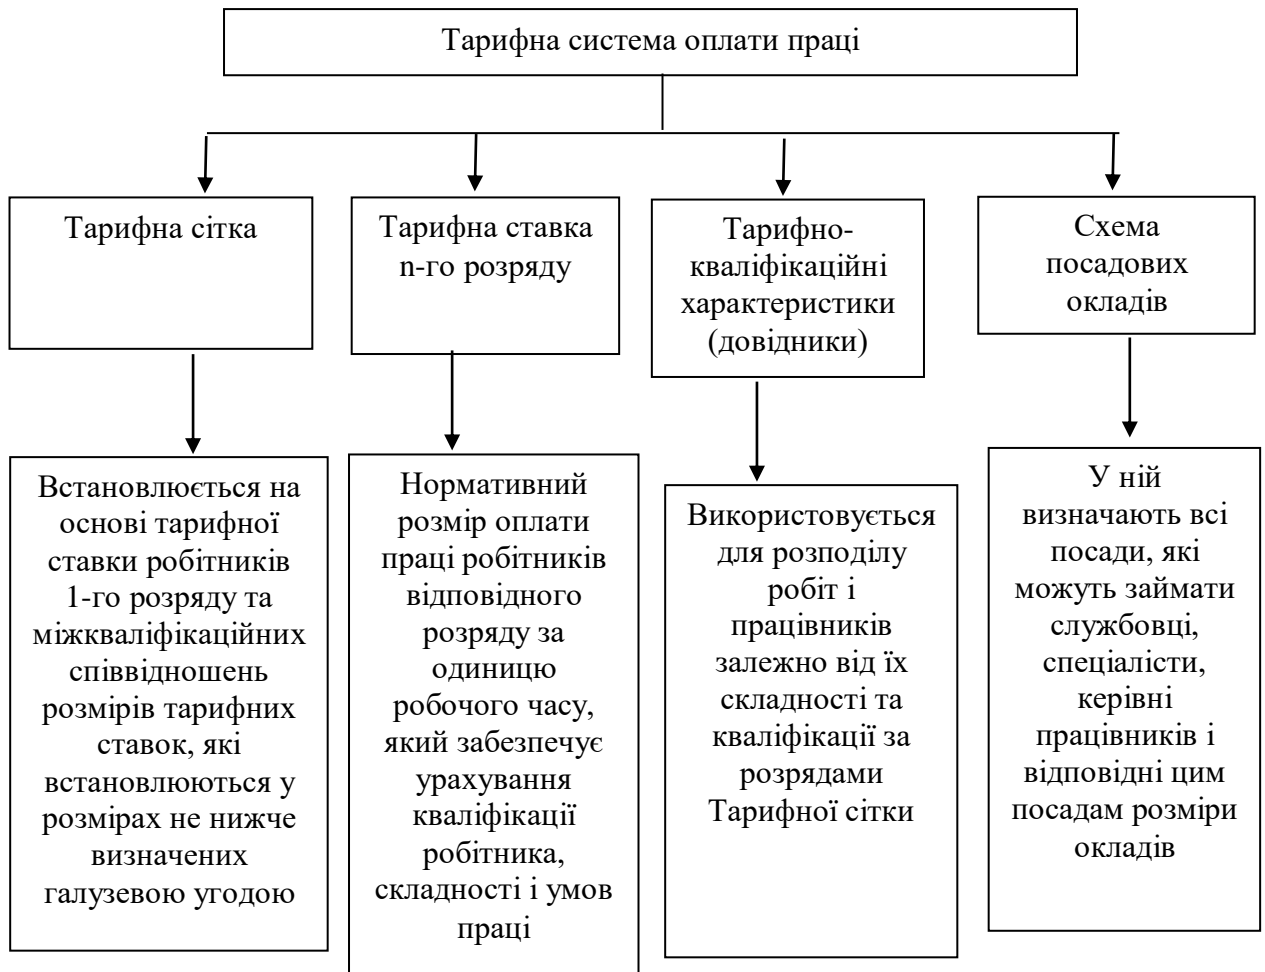 Тарифна система оплати праці
Тарифна сітка
Тарифна ставка
n-го розряду
Тарифно-
кваліфікаційні
характеристики
(довідники)
Схема
посадових
окладів
Встановлюється на
основі тарифної
ставки робітників
1-го розряду та
міжкваліфікаційних
співвідношень
розмірів тарифних
ставок, які
встановлюються у
розмірах не нижче
визначених
галузевою угодою
Нормативний
розмір оплати
праці робітників
відповідного
розряду за
одиницю
робочого часу,
який забезпечує
урахування
кваліфікації
робітника,
складності і умов
праці
Використовується
для розподілу
робіт і
працівників
залежно від їх
складності та
кваліфікації за
розрядами
Тарифної сітки
У ній
визначають всі
посади, які
можуть займати
службовці,
спеціалісти,
керівні
працівників і
відповідні цим
посадам розміри
окладів